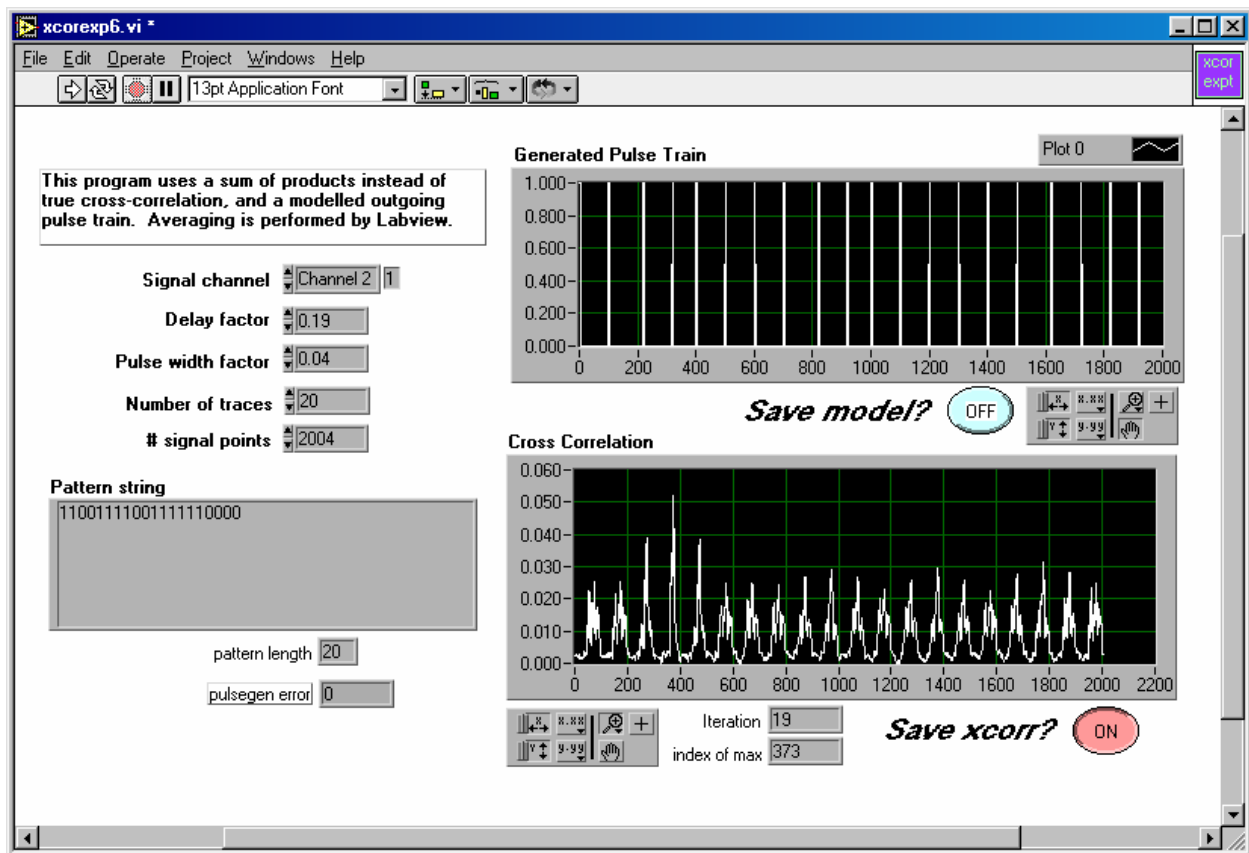 xcorexp6.vi *
File Edit Operate Project Windows Help
xcor
expt
13pt Application Font
This program uses a sum of products instead of
true cross-correlation, and a modelled outgoing
pulse train. Averaging is performed by Labview.
Signal channel Channel 2 1
Delay factor 0.19
Pulse width factor 0.04
Number of traces 20
# signal points 2004
Pattern string
11001111001111110000
pattern length 20
pulsegen error 0
Generated Pulse Train
Plot 0
1.000
0.800
0.600
0.400
0.200
0.000
0 200 400 600 800 1000 1200 1400 1600 1800 2000
Save model? OFF
X X.XX
Y Y.YY
Cross Correlation
0.060
0.050
0.040
0.030
0.020
0.010
0.000
0 200 400 600 800 1000 1200 1400 1600 1800 2000 2200
X X.XX
Y Y.YY
Iteration 19
index of max 373
Save xcorr? ON